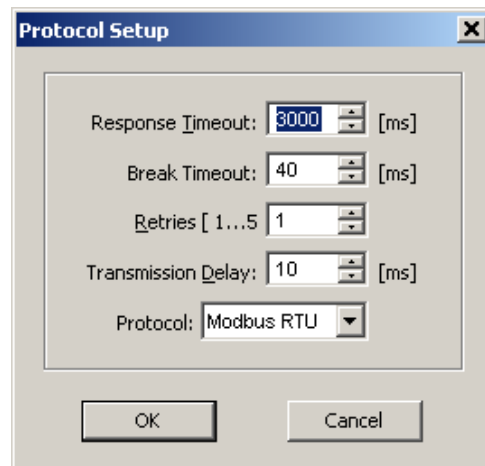 Protocol Setup
Response Timeout: 3000 [ms]
Break Timeout: 40 [ms]
Retries [ 1...5 1
Transmission Delay: 10 [ms]
Protocol: Modbus RTU
OK Cancel